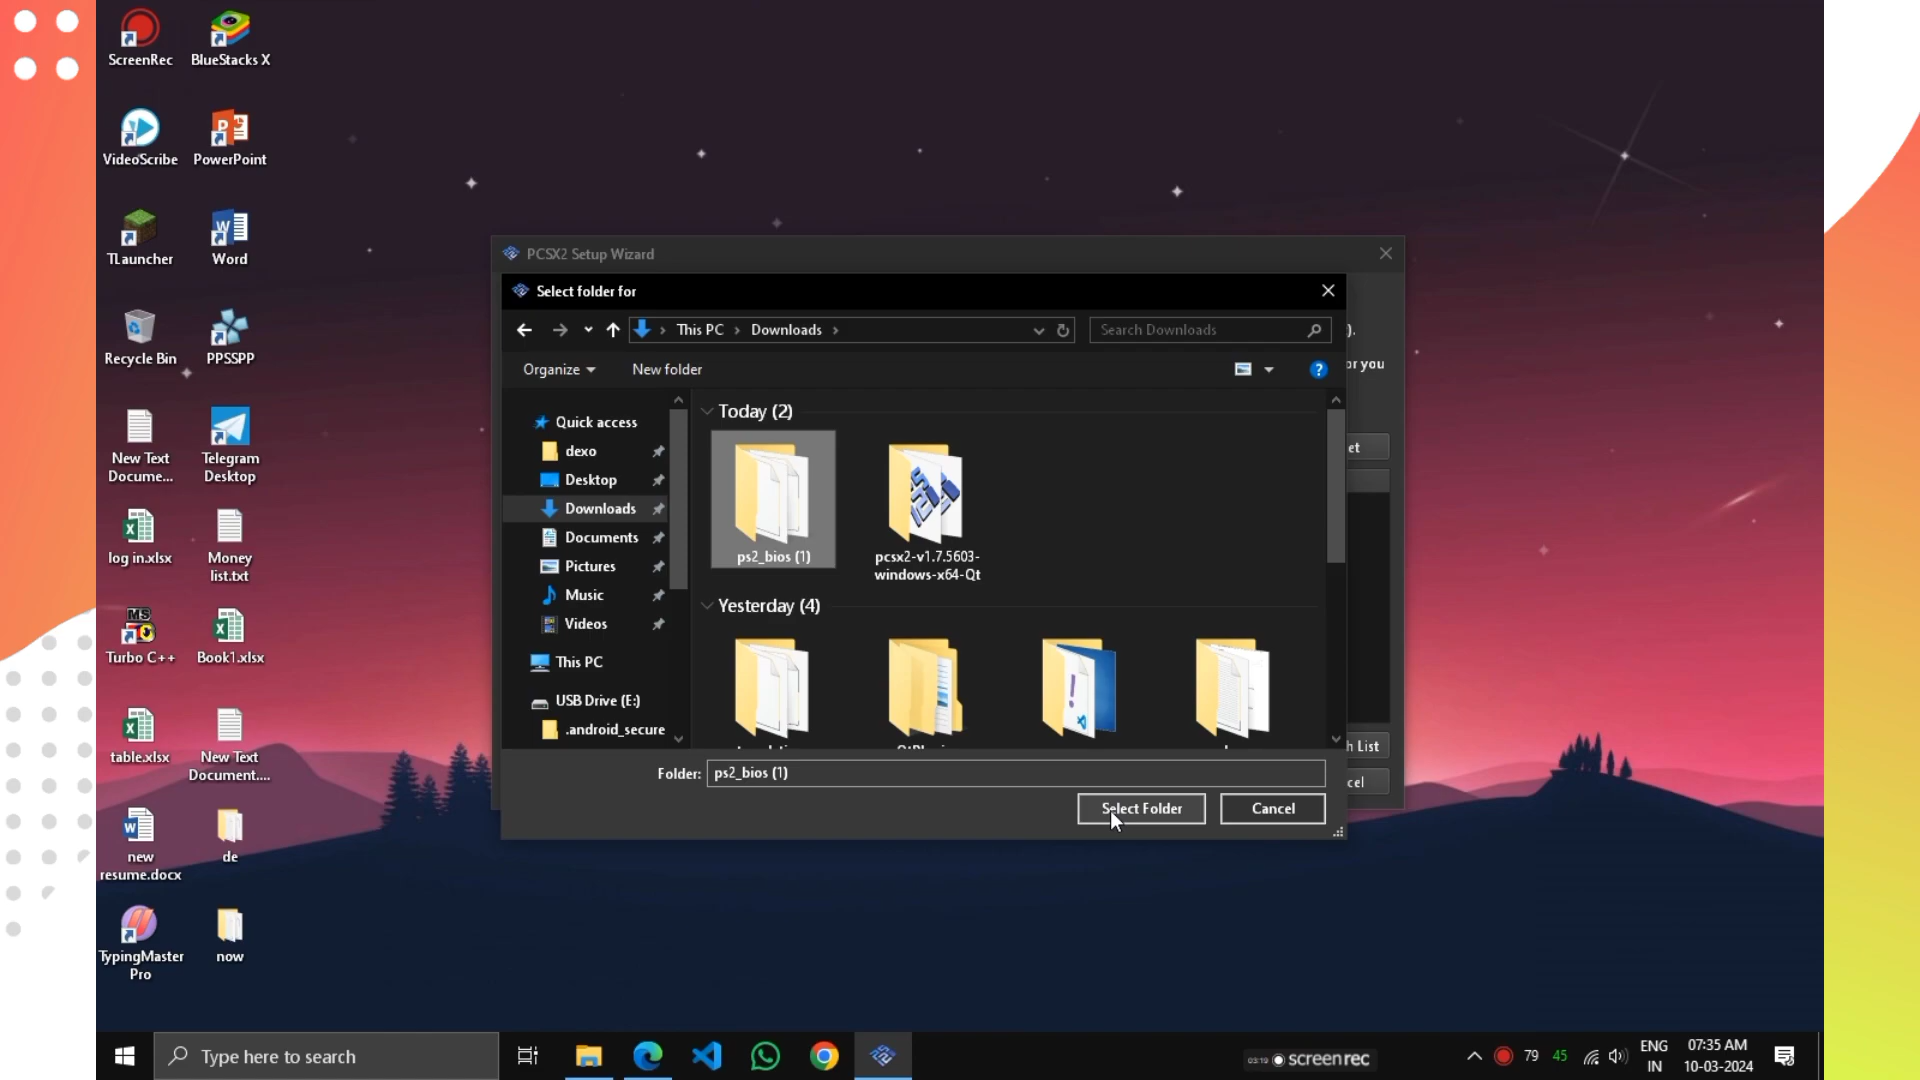 ScreenRec
BlueStacks X
VideoScribe
PowerPoint
TLauncher
Word
Recycle Bin
PPSSPP
New Text
Docume...
Telegram
Desktop
log in.xlsx
Money
list.txt
Turbo C++
Book1.xlsx
table.xlsx
New Text
Document....
new
resume.docx
de
TypingMaster
Pro
now
PCSX2 Setup Wizard
Select folder for
This PC
Downloads
Search Downloads
).
or you
Organize
New folder
Quick access
dexo
Desktop
Downloads
Documents
Pictures
Music
Videos
This PC
USB Drive (E:)
.android_secure
Today (2)
ps2_bios (1)
pcsx2-v1.7.5603-
windows-x64-Qt
Yesterday (4)
et
h List
cel
Folder: ps2_bios (1)
Select Folder
Cancel
Type here to search
03:19 screenrec
79
45
ENG
IN
07:35 AM
10-03-2024